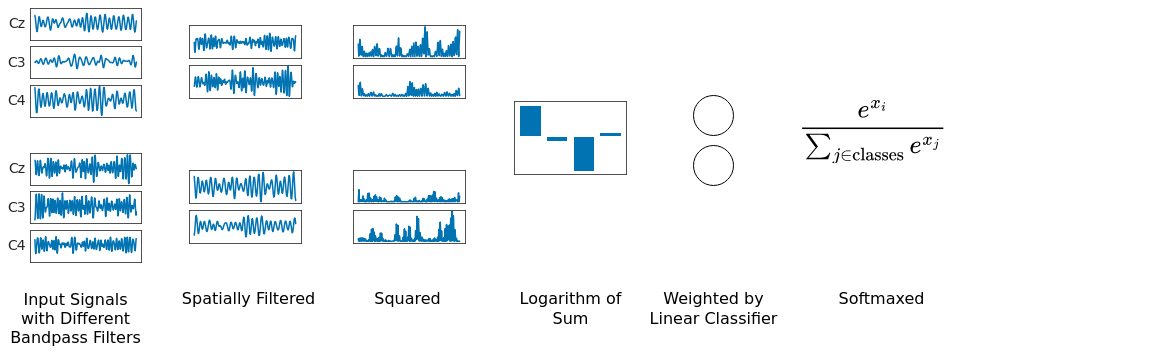 Cz
C3
C4
Cz
C3
C4
e^{x_i}
∑_{j∈classes} e^{x_j}
Input Signals
with Different
Bandpass Filters
Spatially Filtered
Squared
Logarithm of
Sum
Weighted by
Linear Classifier
Softmaxed